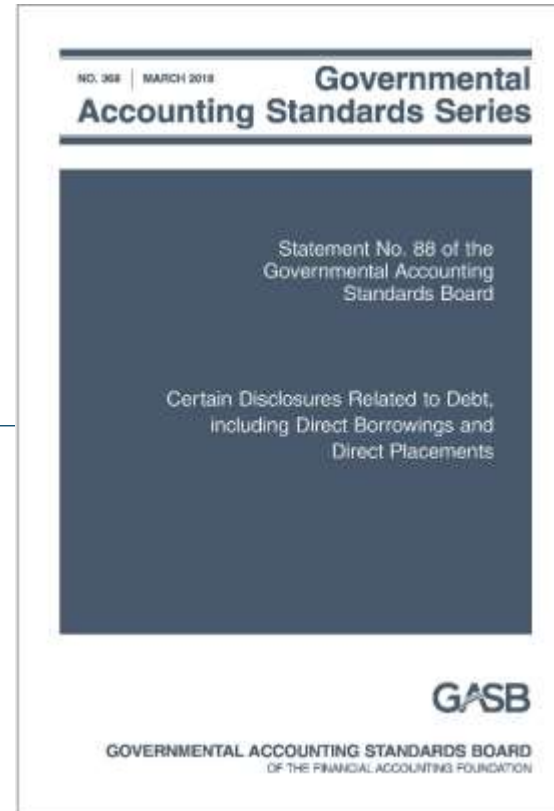 NO. 368 | MARCH 2018
Governmental
Accounting Standards Series
Statement No. 88 of the
Governmental Accounting
Standards Board
Certain Disclosures Related to Debt,
including Direct Borrowings and
Direct Placements
GASB
GOVERNMENTAL ACCOUNTING STANDARDS BOARD
OF THE FINANCIAL ACCOUNTING FOUNDATION